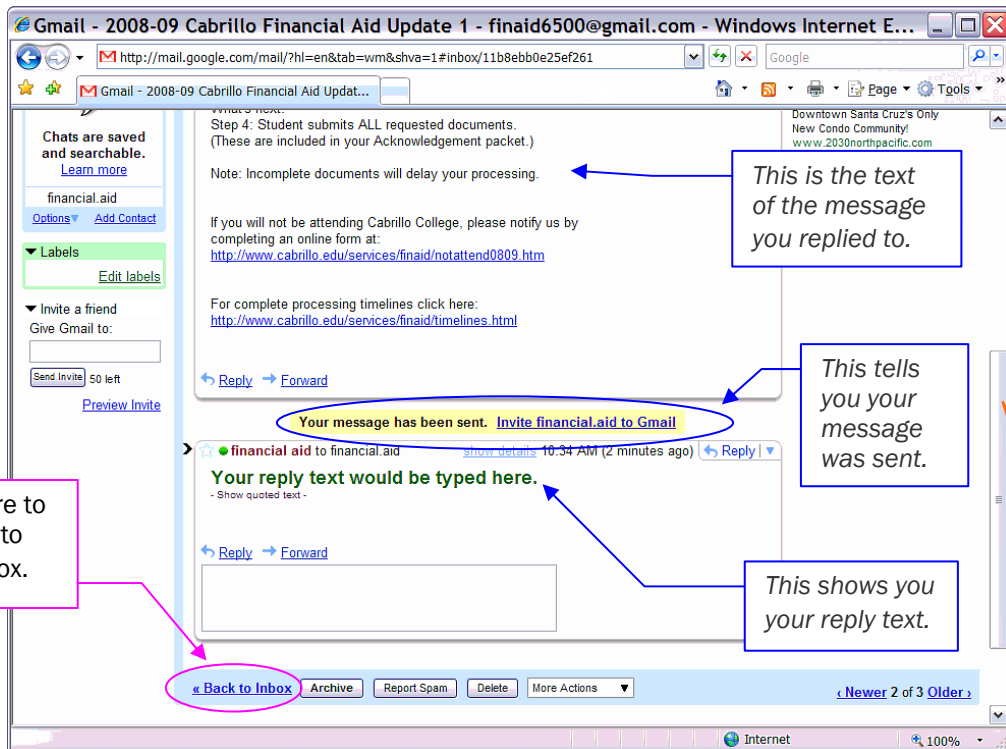 Gmail - 2008-09 Cabrillo Financial Aid Update 1 - finaid6500@gmail.com - Windows Internet E...
http://mail.google.com/mail/?hl=en&tab=wm&shva=1#inbox/11b8ebb0e25ef261
Google
Gmail - 2008-09 Cabrillo Financial Aid Updat...
Page
Tools
»
Chats are saved
and searchable.
Learn more
financial.aid
Options
Add Contact
Labels
Edit labels
Invite a friend
Give Gmail to:
Send Invite
50 left
Preview Invite
What's next:
Step 4: Student submits ALL requested documents.
(These are included in your Acknowledgement packet.)
Note: Incomplete documents will delay your processing.
If you will not be attending Cabrillo College, please notify us by
completing an online form at:
http://www.cabrillo.edu/services/finaid/notattend0809.htm
For complete processing timelines click here:
http://www.cabrillo.edu/services/finaid/timelines.html
Reply
Forward
Downtown Santa Cruz's Only
New Condo Community!
www.2030northpacific.com
This is the text
of the message
you replied to.
Your message has been sent. Invite financial.aid to Gmail
This tells
you your
message
was sent.
financial aid to financial.aid show details 10:34 AM (2 minutes ago) Reply
Your reply text would be typed here.
- Show quoted text -
Reply
Forward
This shows you
your reply text.
re to
to
ox.
« Back to Inbox
Archive
Report Spam
Delete
More Actions
‹ Newer 2 of 3 Older ›
Internet
100%